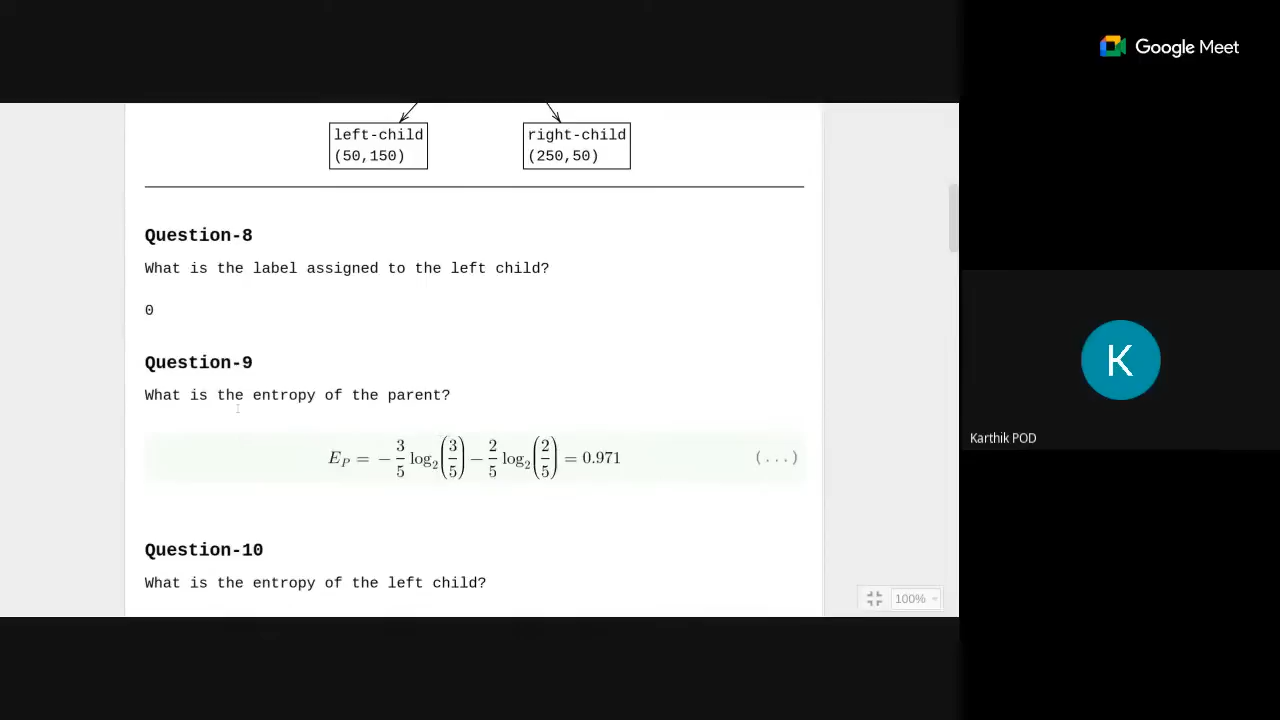 Google Meet
left-child
(50,150)
right-child
(250,50)
Question-8
What is the label assigned to the left child?
0
Question-9
What is the entropy of the parent?
E_P = − 3/5 log₂(3/5) − 2/5 log₂(2/5) = 0.971 (...)
Question-10
What is the entropy of the left child?
100%
K
Karthik POD